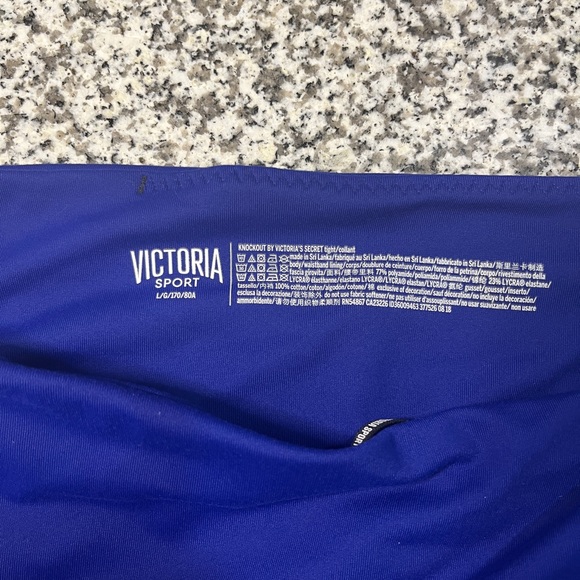 VICTORIA
SPORT
L/G/170/80A
KNOCKOUT BY VICTORIA'S SECRET tight/collant
made in Sri Lanka/fabriqué au Sri Lanka/hecho en Sri Lanka/fabbricato in Sri Lanka/斯里兰卡制造
body/waistband lining/corps/doublure de ceinture/cuerpo/forro de la petrina/corpo/rivestimento della
fascia girovita/面料/腰带里料 77% polyamide/poliamida/poliammide/锦纶 23% LYCRA® elastane/
LYCRA® élasthanne/elastano LYCRA®/elastan/LYCRA® 氨纶 gusset/gousset/inserto/
tassello/内裆 100% cotton/coton/algodón/cotone/棉 exclusive of decoration/sauf décoration/no incluye la decoración/
esclusa la decorazione/装饰除外 do not use fabric softener/ne pas utiliser d'assouplissant/no usar suavizante/non usare
ammorbidente/请勿使用织物柔顺剂 RN54867 CA23226 ID36009463 377526 08 18
SPORT